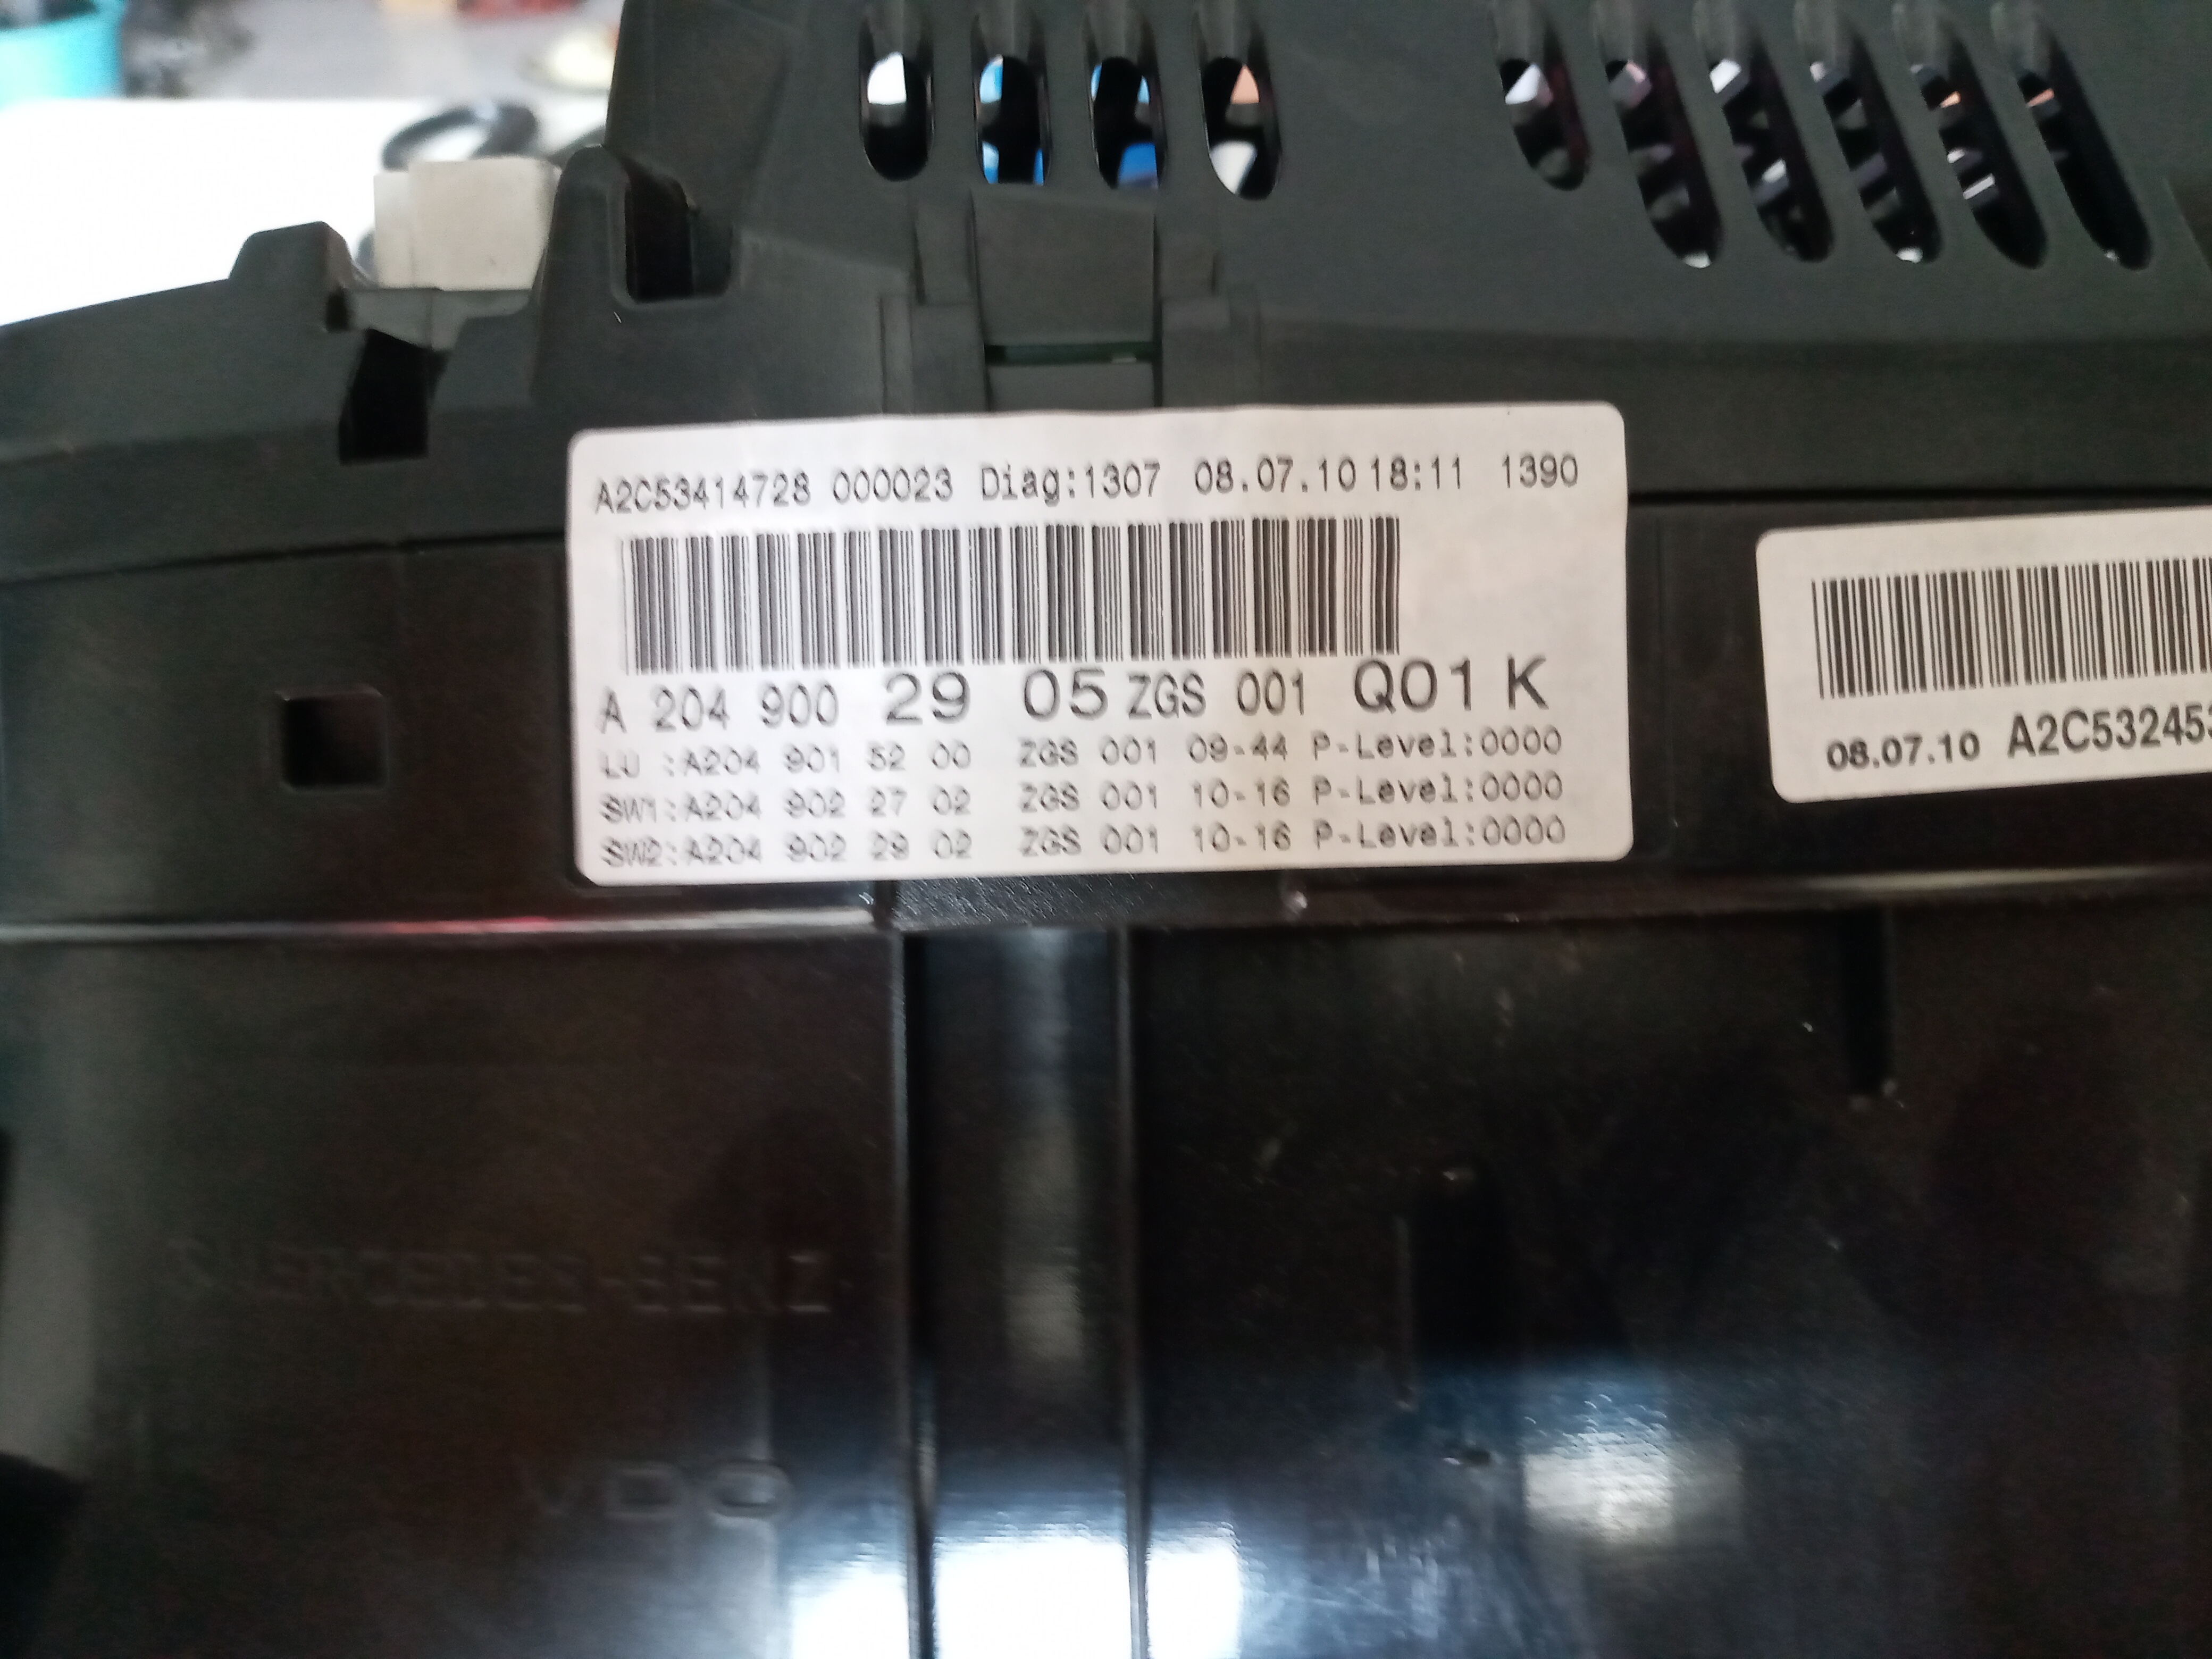 A2C53414728 000023 Diag:1307 08.07.10 18:11 1390
A 204 900 29 05 ZGS 001 Q01 K
LU :A204 901 52 00 ZGS 001 09-44 P-Level:0000
SW1:A204 902 27 02 ZGS 001 10-16 P-Level:0000
SW2:A204 902 29 02 ZGS 001 10-16 P-Level:0000
08.07.10 A2C53245
MERCEDES-BENZ
VDO